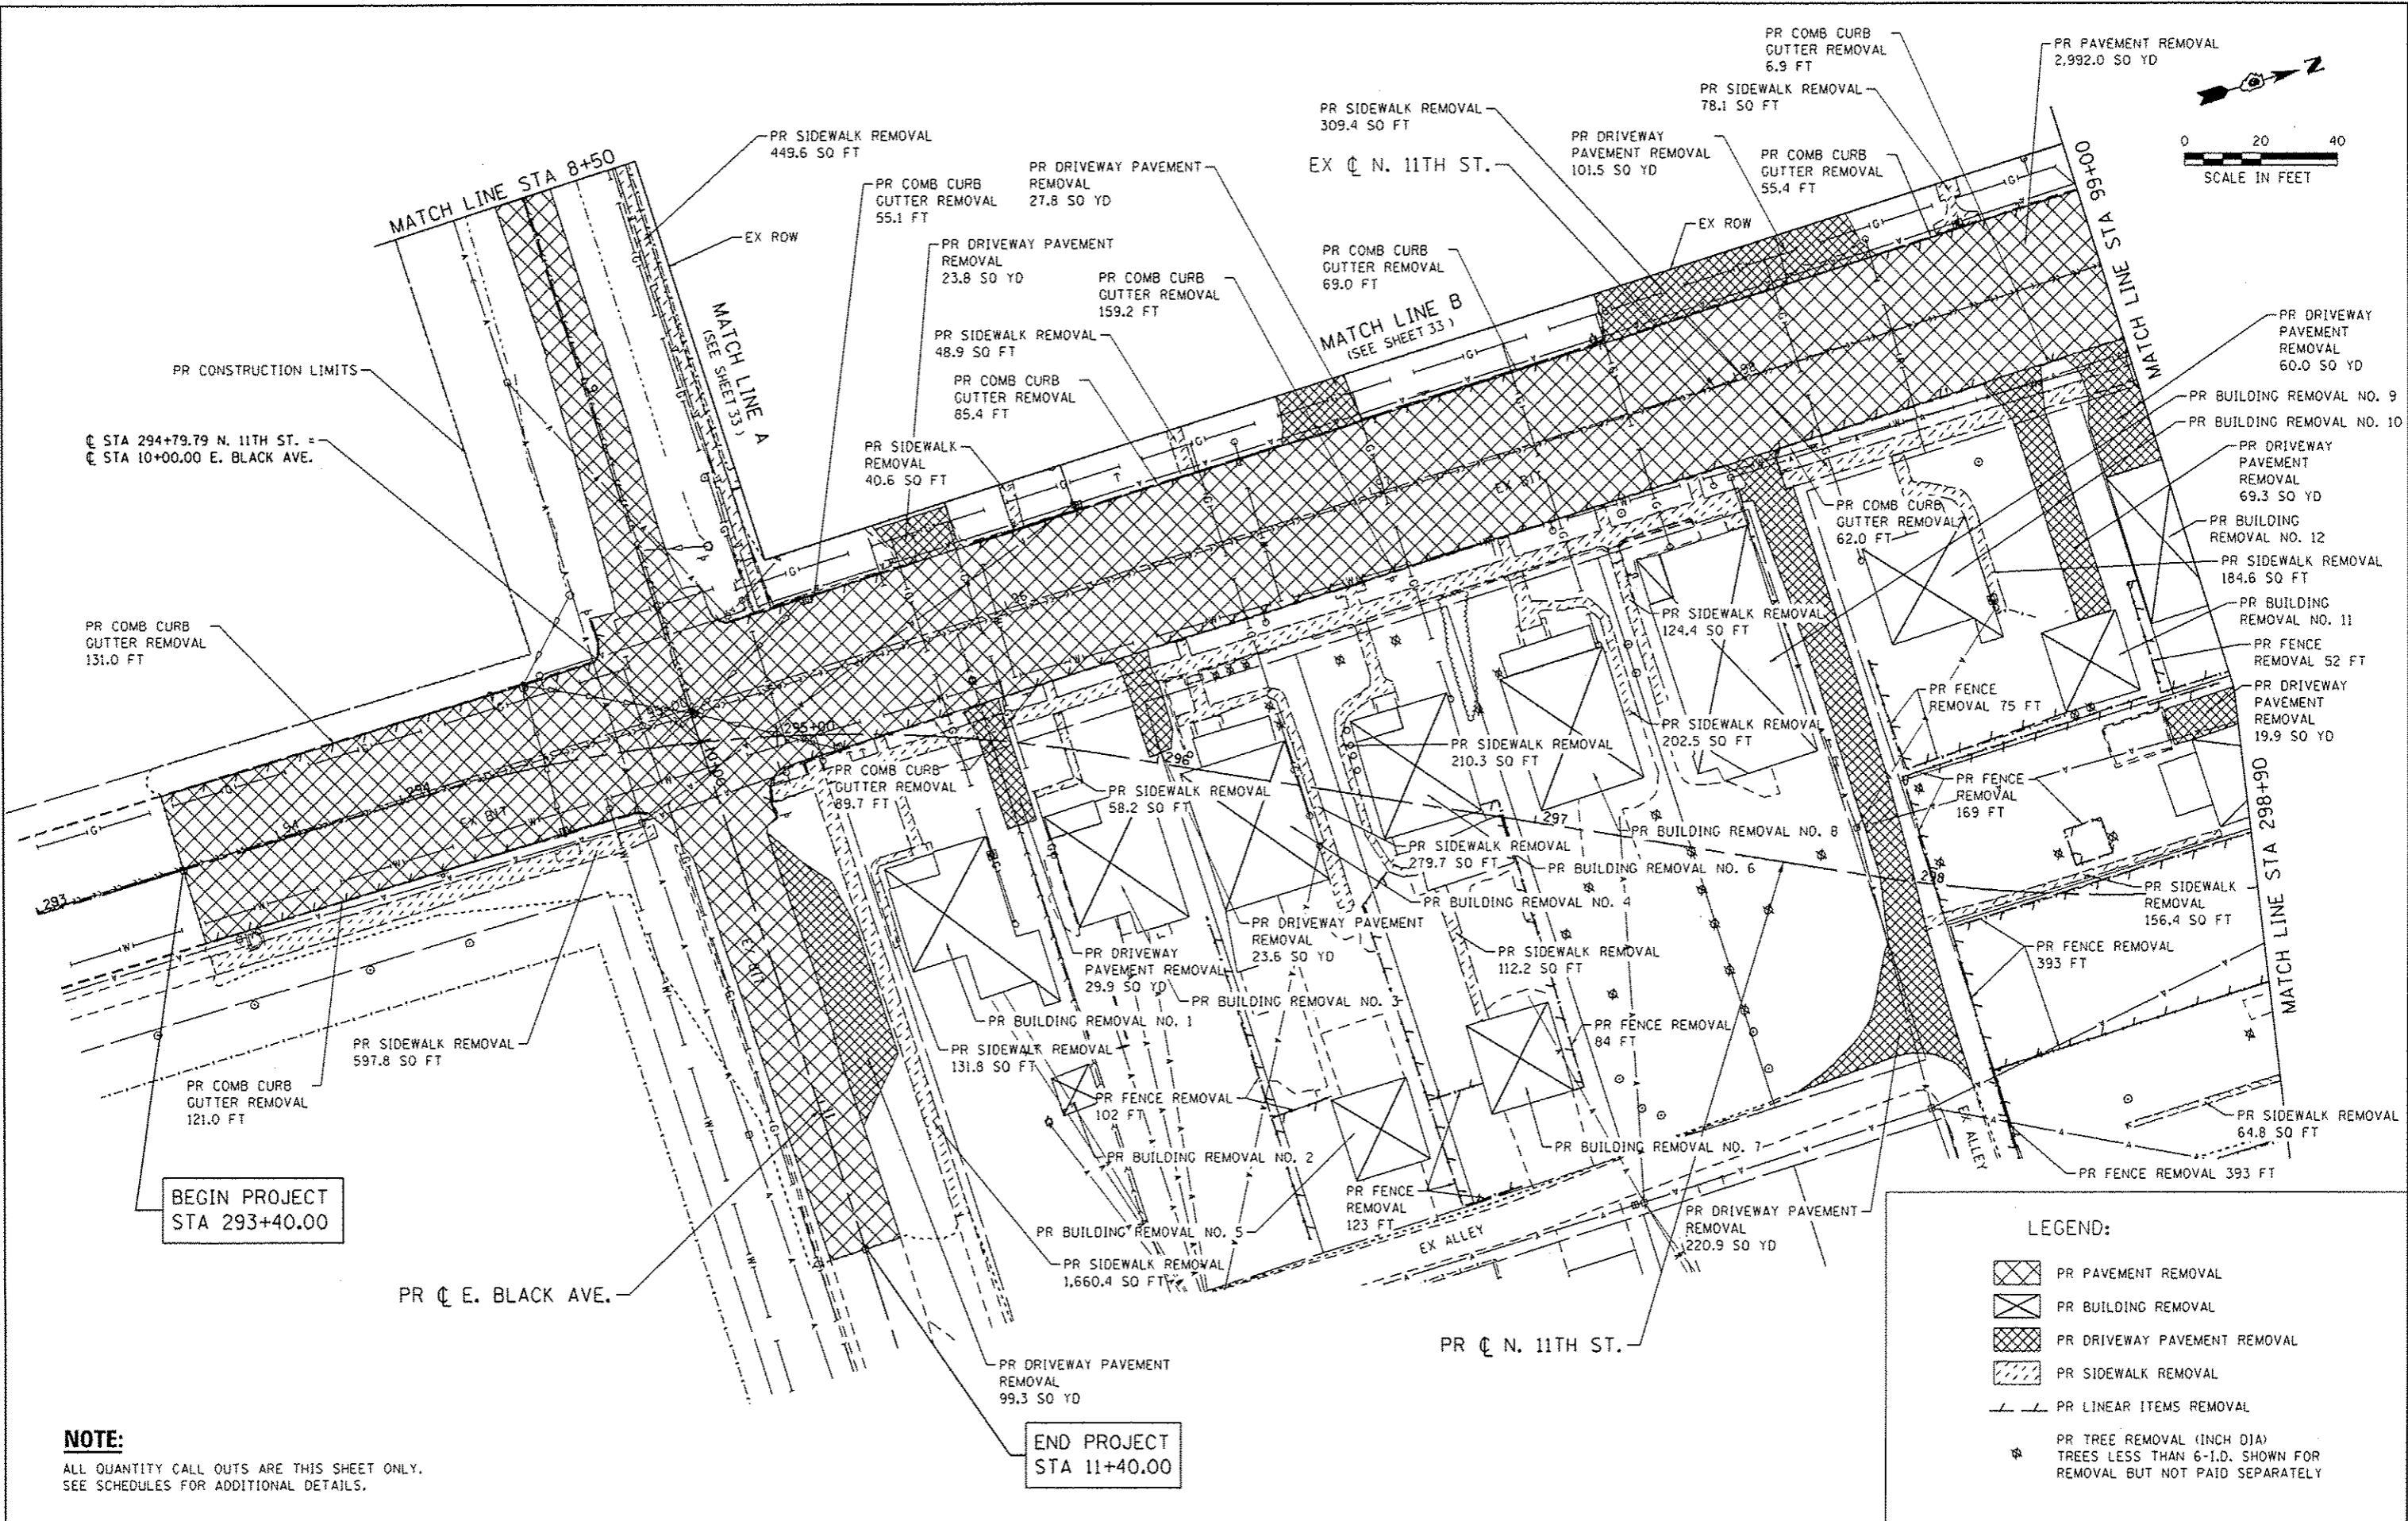 PR COMB CURB
GUTTER REMOVAL
6.9 FT
PR PAVEMENT REMOVAL
2,992.0 SQ YD
Z
PR SIDEWALK REMOVAL
78.1 SQ FT
PR SIDEWALK REMOVAL
309.4 SQ FT
PR DRIVEWAY
PAVEMENT REMOVAL
101.5 SQ YD
PR COMB CURB
GUTTER REMOVAL
55.4 FT
0 20 40
SCALE IN FEET
EX ℄ N. 11TH ST.
MATCH LINE STA 99+00
PR SIDEWALK REMOVAL
449.6 SQ FT
MATCH LINE STA 8+50
PR COMB CURB
GUTTER REMOVAL
55.1 FT
PR DRIVEWAY PAVEMENT
REMOVAL
27.8 SQ YD
EX ROW
EX ROW
PR DRIVEWAY PAVEMENT
REMOVAL
23.8 SQ YD
PR COMB CURB
GUTTER REMOVAL
159.2 FT
PR COMB CURB
GUTTER REMOVAL
69.0 FT
MATCH LINE A
(SEE SHEET 33)
MATCH LINE B
(SEE SHEET 33)
PR SIDEWALK REMOVAL
48.9 SQ FT
PR COMB CURB
GUTTER REMOVAL
85.4 FT
PR SIDEWALK
REMOVAL
40.6 SQ FT
PR CONSTRUCTION LIMITS
℄ STA 294+79.79 N. 11TH ST. =
℄ STA 10+00.00 E. BLACK AVE.
PR DRIVEWAY
PAVEMENT
REMOVAL
60.0 SQ YD
PR BUILDING REMOVAL NO. 9
PR BUILDING REMOVAL NO. 10
PR DRIVEWAY
PAVEMENT
REMOVAL
69.3 SQ YD
PR BUILDING
REMOVAL NO. 12
PR SIDEWALK REMOVAL
184.6 SQ FT
PR BUILDING
REMOVAL NO. 11
PR FENCE
REMOVAL 52 FT
PR DRIVEWAY
PAVEMENT
REMOVAL
19.9 SQ YD
EX BIT
98
96
PR COMB CURB
GUTTER REMOVAL
62.0 FT
PR SIDEWALK REMOVAL
124.4 SQ FT
PR SIDEWALK REMOVAL
202.5 SQ FT
PR FENCE
REMOVAL 75 FT
PR COMB CURB
GUTTER REMOVAL
131.0 FT
295+00
296
PR COMB CURB
GUTTER REMOVAL
89.7 FT
PR SIDEWALK REMOVAL
58.2 SQ FT
PR SIDEWALK REMOVAL
210.3 SQ FT
PR FENCE
REMOVAL
169 FT
10+00
294
94
EX BIT
297
PR BUILDING REMOVAL NO. 8
PR SIDEWALK REMOVAL
279.7 SQ FT
PR BUILDING REMOVAL NO. 6
PR BUILDING REMOVAL NO. 4
298
293
MATCH LINE STA 298+90
PR SIDEWALK
REMOVAL
156.4 SQ FT
PR DRIVEWAY PAVEMENT
REMOVAL
23.6 SQ YD
PR DRIVEWAY
PAVEMENT REMOVAL
29.9 SQ YD
PR SIDEWALK REMOVAL
112.2 SQ FT
PR FENCE REMOVAL
393 FT
EX BIT
PR BUILDING REMOVAL NO. 3
PR BUILDING REMOVAL NO. 1
PR FENCE REMOVAL
84 FT
PR SIDEWALK REMOVAL
597.8 SQ FT
PR SIDEWALK REMOVAL
131.8 SQ FT
PR COMB CURB
GUTTER REMOVAL
121.0 FT
PR FENCE REMOVAL
102 FT
PR SIDEWALK REMOVAL
64.8 SQ FT
EX ALLEY
PR BUILDING REMOVAL NO. 2
PR BUILDING REMOVAL NO. 7
PR FENCE REMOVAL 393 FT
BEGIN PROJECT
STA 293+40.00
PR FENCE
REMOVAL
123 FT
PR BUILDING REMOVAL NO. 5
EX ALLEY
PR DRIVEWAY PAVEMENT
REMOVAL
220.9 SQ YD
PR SIDEWALK REMOVAL
1,660.4 SQ FT
PR ℄ E. BLACK AVE.
PR ℄ N. 11TH ST.
PR DRIVEWAY PAVEMENT
REMOVAL
99.3 SQ YD
END PROJECT
STA 11+40.00
LEGEND:
PR PAVEMENT REMOVAL
PR BUILDING REMOVAL
PR DRIVEWAY PAVEMENT REMOVAL
PR SIDEWALK REMOVAL
PR LINEAR ITEMS REMOVAL
PR TREE REMOVAL (INCH DIA)
TREES LESS THAN 6-I.D. SHOWN FOR
REMOVAL BUT NOT PAID SEPARATELY
NOTE:
ALL QUANTITY CALL OUTS ARE THIS SHEET ONLY.
SEE SCHEDULES FOR ADDITIONAL DETAILS.